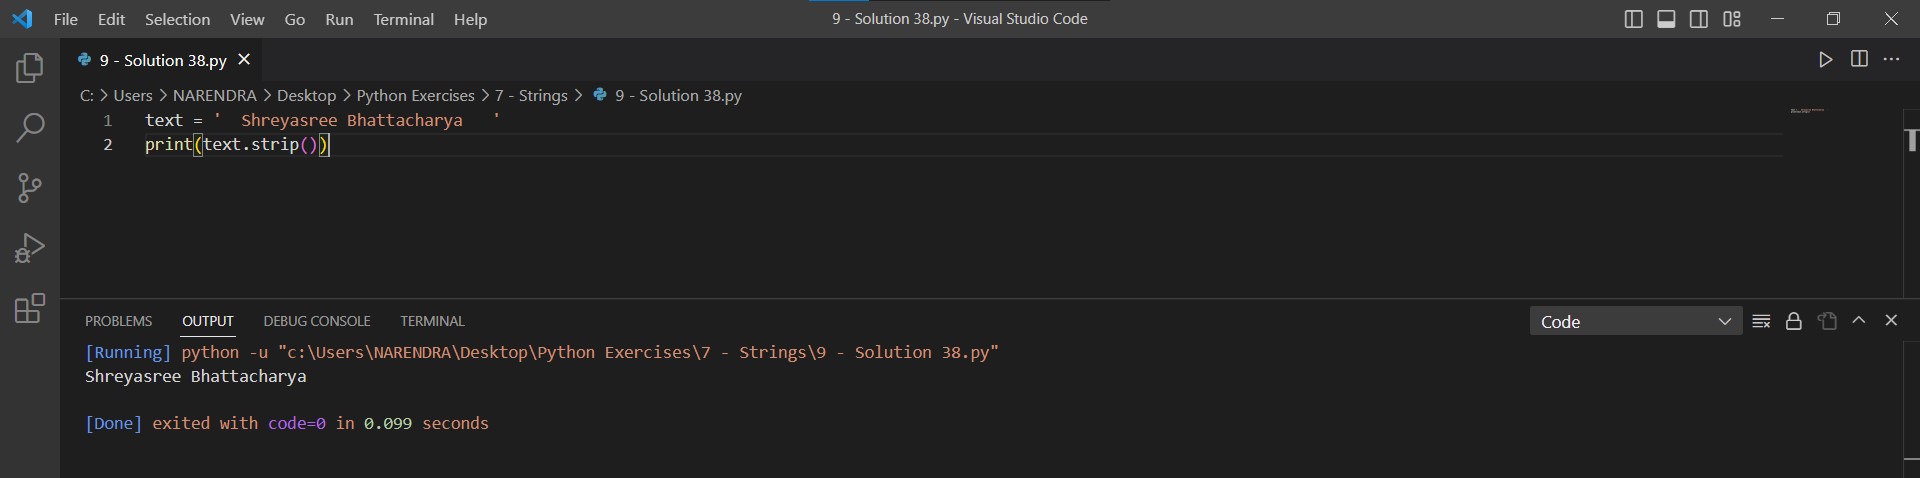 File Edit Selection View Go Run Terminal Help 9 - Solution 38.py - Visual Studio Code
9 - Solution 38.py
C: > Users > NARENDRA > Desktop > Python Exercises > 7 - Strings > 9 - Solution 38.py
1 text = '  Shreyasree Bhattacharya   '
2 print(text.strip())
PROBLEMS OUTPUT DEBUG CONSOLE TERMINAL Code
[Running] python -u "c:\Users\NARENDRA\Desktop\Python Exercises\7 - Strings\9 - Solution 38.py"
Shreyasree Bhattacharya
[Done] exited with code=0 in 0.099 seconds